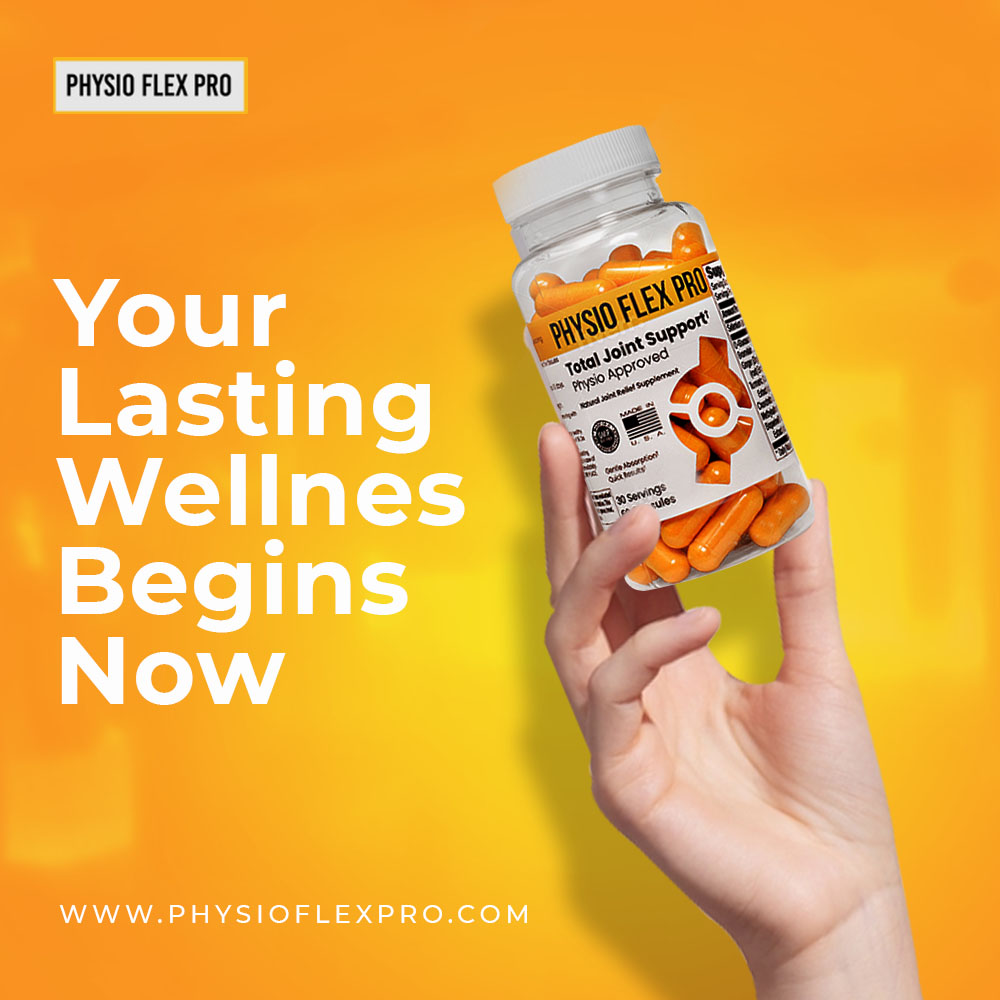 PHYSIO FLEX PRO
Your
Lasting
Wellnes
Begins
Now
PHYSIO FLEX PRO
Total Joint Support†
Physio Approved
Natural Joint Relief Supplement
MADE IN
U.S.A.
Gentle Absorption†
Quick Results†
30 Servings
WWW.PHYSIOFLEXPRO.COM